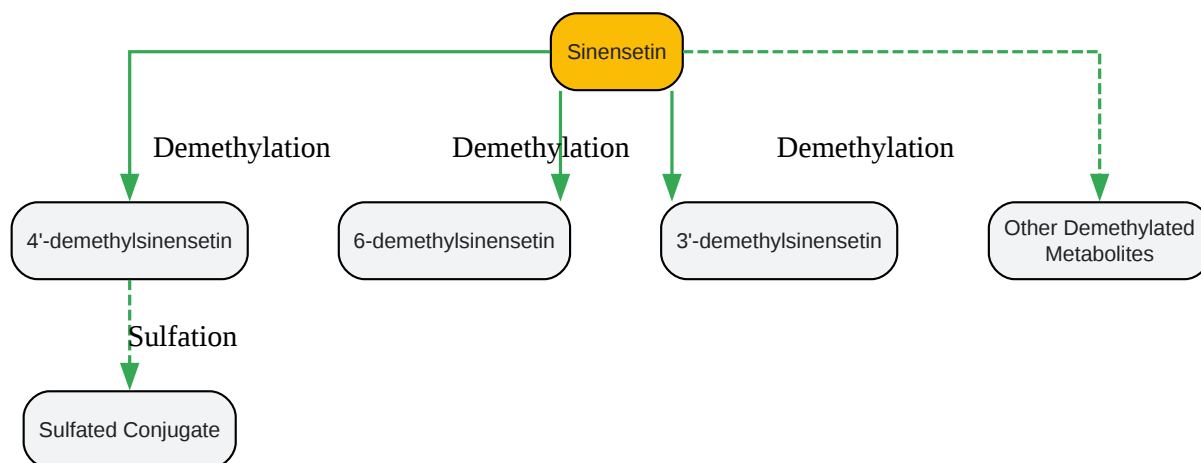 Sinensetin
Demethylation
Demethylation
Demethylation
4'-demethylsinensetin
6-demethylsinensetin
3'-demethylsinensetin
Other Demethylated
Metabolites
Sulfation
Sulfated Conjugate